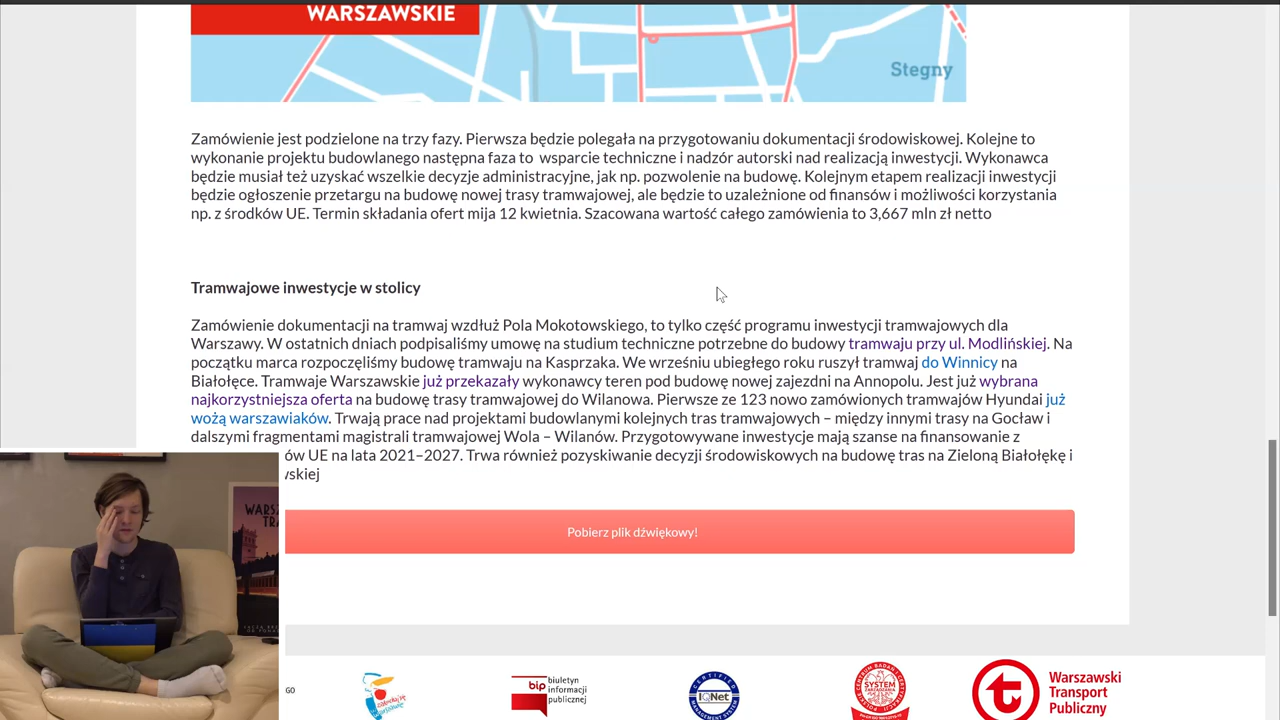 WARSZAWSKIE
Stegny
Zamówienie jest podzielone na trzy fazy. Pierwsza będzie polegała na przygotowaniu dokumentacji środowiskowej. Kolejne to
wykonanie projektu budowlanego następna faza to wsparcie techniczne i nadzór autorski nad realizacją inwestycji. Wykonawca
będzie musiał też uzyskać wszelkie decyzje administracyjne, jak np. pozwolenie na budowę. Kolejnym etapem realizacji inwestycji
będzie ogłoszenie przetargu na budowę nowej trasy tramwajowej, ale będzie to uzależnione od finansów i możliwości korzystania
np. z środków UE. Termin składania ofert mija 12 kwietnia. Szacowana wartość całego zamówienia to 3,667 mln zł netto
Tramwajowe inwestycje w stolicy
Zamówienie dokumentacji na tramwaj wzdłuż Pola Mokotowskiego, to tylko część programu inwestycji tramwajowych dla
Warszawy. W ostatnich dniach podpisaliśmy umowę na studium techniczne potrzebne do budowy tramwaju przy ul. Modlińskiej. Na
początku marca rozpoczęliśmy budowę tramwaju na Kasprzaka. We wrześniu ubiegłego roku ruszył tramwaj do Winnicy na
Białołęce. Tramwaje Warszawskie już przekazały wykonawcy teren pod budowę nowej zajezdni na Annopolu. Jest już wybrana
najkorzystniejsza oferta na budowę trasy tramwajowej do Wilanowa. Pierwsze ze 123 nowo zamówionych tramwajów Hyundai już
wożą warszawiaków. Trwają prace nad projektami budowlanymi kolejnych tras tramwajowych – między innymi trasy na Gocław i
dalszymi fragmentami magistrali tramwajowej Wola – Wilanów. Przygotowywane inwestycje mają szanse na finansowanie z
ów UE na lata 2021–2027. Trwa również pozyskiwanie decyzji środowiskowych na budowę tras na Zieloną Białołękę i
wskiej
Pobierz plik dźwiękowy!
GO
bip biuletyn
informacji
publicznej
CERTIFIED
IQNet
MANAGEMENT SYSTEM
SYSTEM
Warszawski
Transport
Publiczny